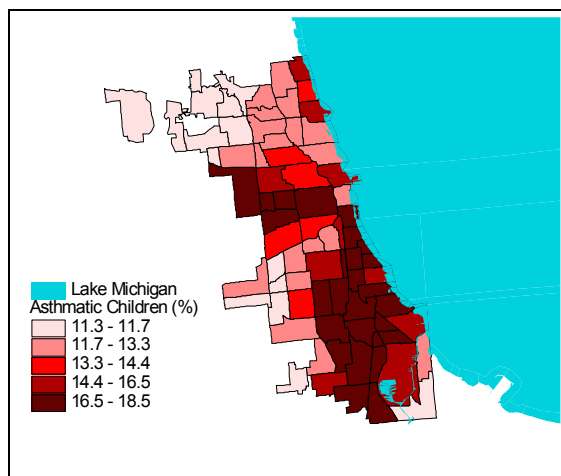 Lake Michigan
Asthmatic Children (%)
11.3 - 11.7
11.7 - 13.3
13.3 - 14.4
14.4 - 16.5
16.5 - 18.5